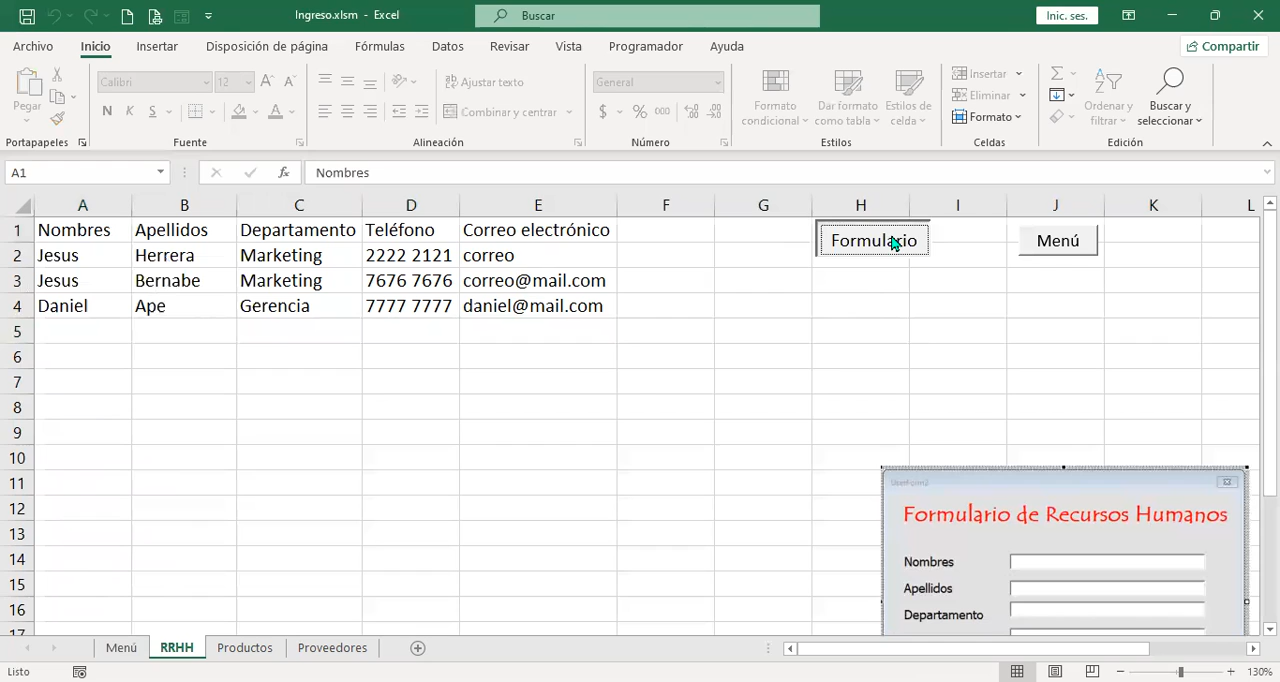 Ingreso.xlsm - Excel
Buscar
Inic. ses.
Archivo Inicio Insertar Disposición de página Fórmulas Datos Revisar Vista Programador Ayuda
Compartir
Pegar
Calibri 12
N K S
Ajustar texto
Combinar y centrar
General
$ % 000
Formato condicional
Dar formato como tabla
Estilos de celda
Insertar
Eliminar
Formato
Ordenar y filtrar
Buscar y seleccionar
Portapapeles Fuente Alineación Número Estilos Celdas Edición
A1 fx Nombres
A B C D E F G H I J K L
1 Nombres Apellidos Departamento Teléfono Correo electrónico
2 Jesus Herrera Marketing 2222 2121 correo
3 Jesus Bernabe Marketing 7676 7676 correo@mail.com
4 Daniel Ape Gerencia 7777 7777 daniel@mail.com
5
6
7
8
9
10
11
12
13
14
15
16
17
Formulario
Menú
UserForm2
Formulario de Recursos Humanos
Nombres
Apellidos
Departamento
Menú RRHH Productos Proveedores
Listo
130%